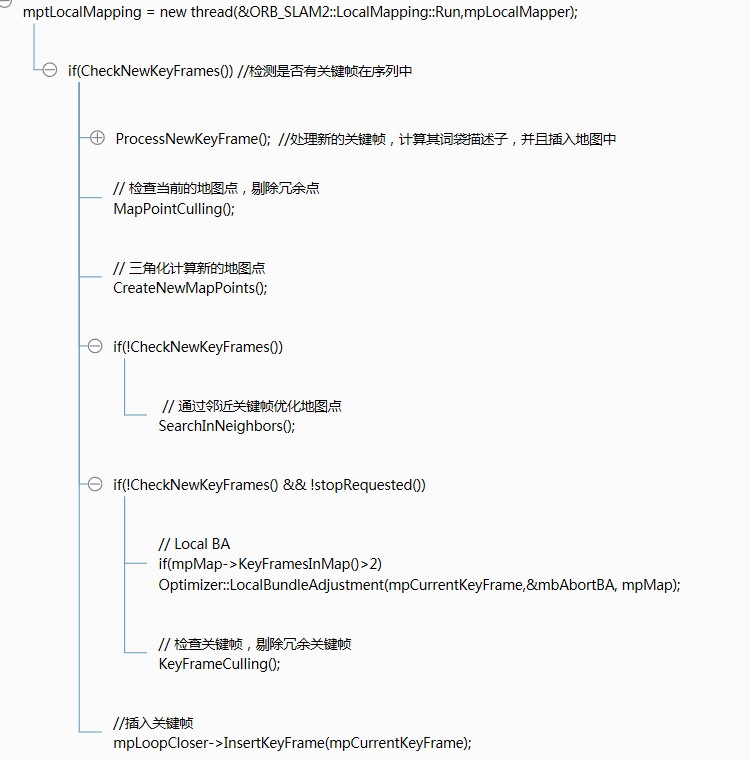 mptLocalMapping = new thread(&ORB_SLAM2::LocalMapping::Run,mpLocalMapper);
if(CheckNewKeyFrames()) //检测是否有关键帧在序列中
ProcessNewKeyFrame(); //处理新的关键帧，计算其词袋描述子，并且插入地图中
// 检查当前的地图点，剔除冗余点
MapPointCulling();
// 三角化计算新的地图点
CreateNewMapPoints();
if(!CheckNewKeyFrames())
// 通过邻近关键帧优化地图点
SearchInNeighbors();
if(!CheckNewKeyFrames() && !stopRequested())
// Local BA
if(mpMap->KeyFramesInMap()>2)
Optimizer::LocalBundleAdjustment(mpCurrentKeyFrame,&mbAbortBA, mpMap);
// 检查关键帧，剔除冗余关键帧
KeyFrameCulling();
//插入关键帧
mpLoopCloser->InsertKeyFrame(mpCurrentKeyFrame);